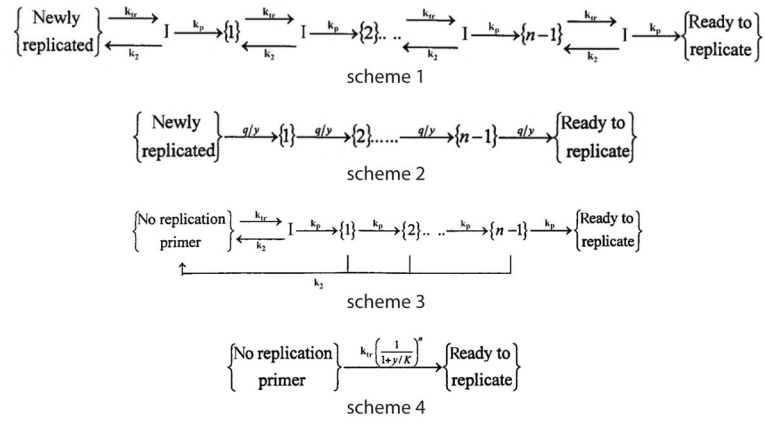 {Newly replicated} ⇌ I → {1} ⇌ I → {2}.. .. ⇌ I → {n−1} ⇌ I → {Ready to replicate}
k_tr k_p k_tr k_p k_tr k_p k_tr k_p
k_2 k_2 k_2 k_2
scheme 1
{Newly replicated} —q/y→ {1} —q/y→ {2}...... —q/y→ {n−1} —q/y→ {Ready to replicate}
scheme 2
{No replication primer} ⇌ I → {1} → {2}.. .. → {n −1} → {Ready to replicate}
k_tr k_p k_p k_p k_p
k_2
k_2
scheme 3
{No replication primer} —k_tr(1/(1+y/K))^n→ {Ready to replicate}
scheme 4